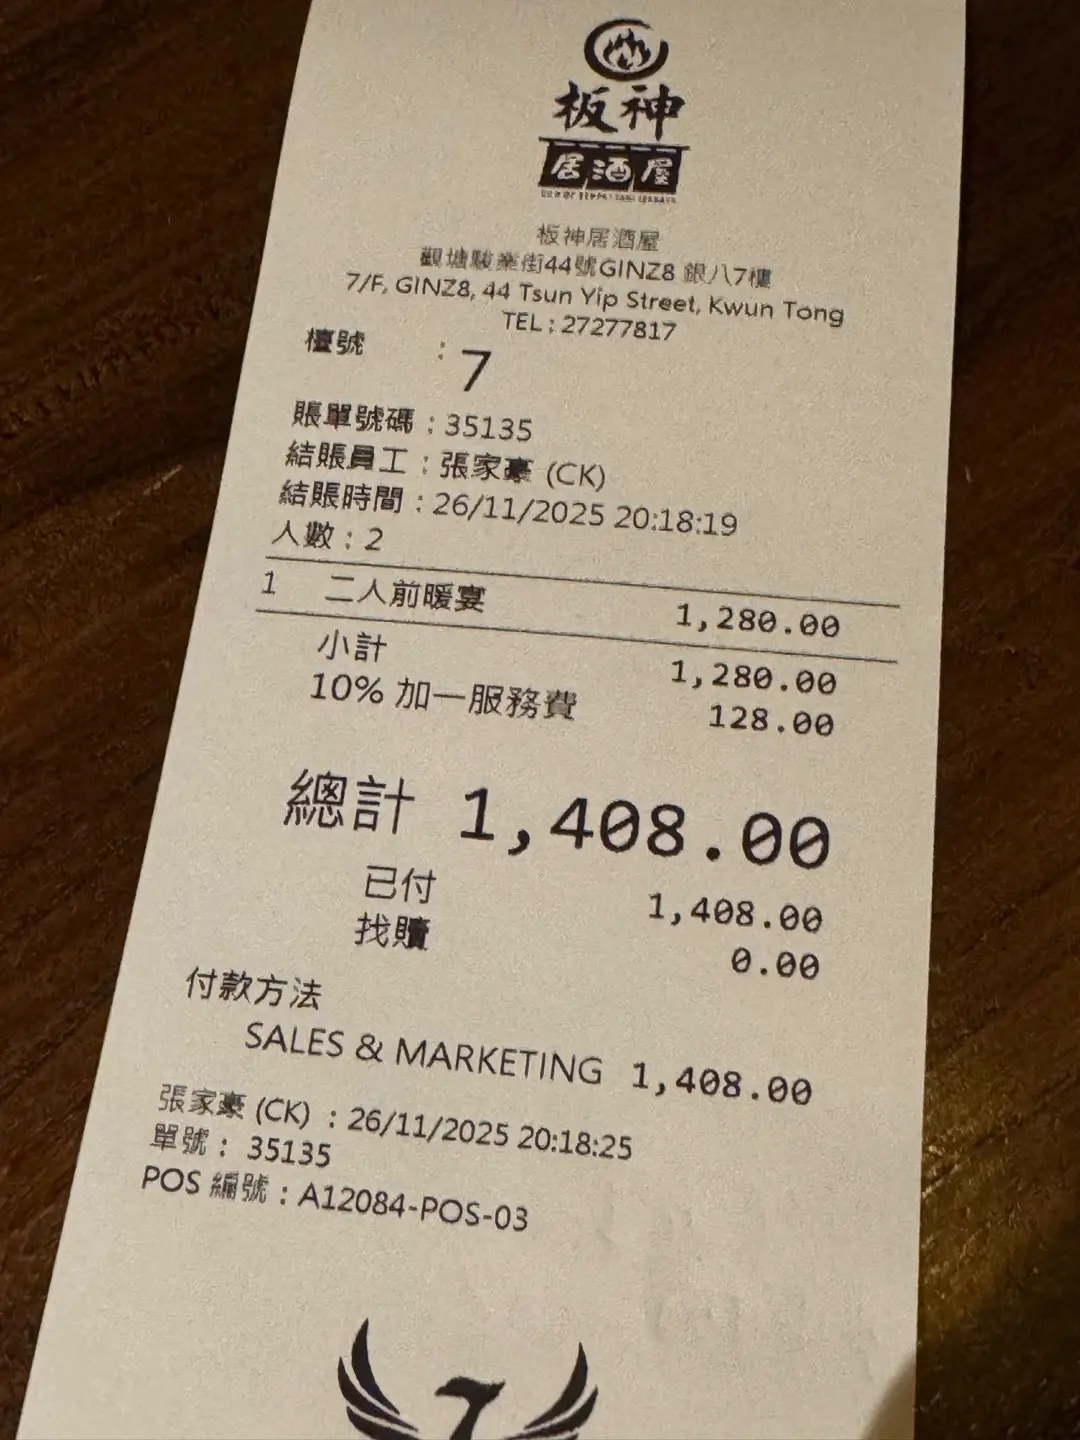 板神
居酒屋
板神居酒屋
觀塘駿業街44號GINZ8 銀八7樓
7/F, GINZ8, 44 Tsun Yip Street, Kwun Tong
TEL : 27277817
檯號 : 7
賬單號碼 : 35135
結賬員工 : 張家豪 (CK)
結賬時間 : 26/11/2025 20:18:19
人數 : 2
1 二人前暖宴 1,280.00
小計 1,280.00
10% 加一服務費 128.00
總計 1,408.00
已付 1,408.00
找贖 0.00
付款方法
SALES & MARKETING 1,408.00
張家豪 (CK) : 26/11/2025 20:18:25
單號 : 35135
POS 編號 : A12084-POS-03